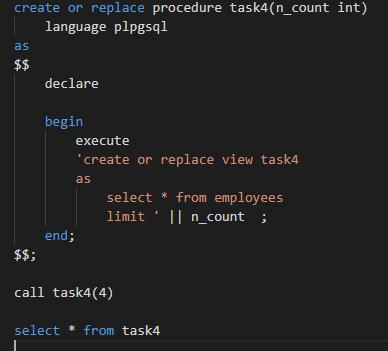 create or replace procedure task4(n_count int)
    language plpgsql
as
$$
    declare

    begin
        execute
        'create or replace view task4
        as
            select * from employees
            limit ' || n_count  ;
    end;
$$;

call task4(4)

select * from task4